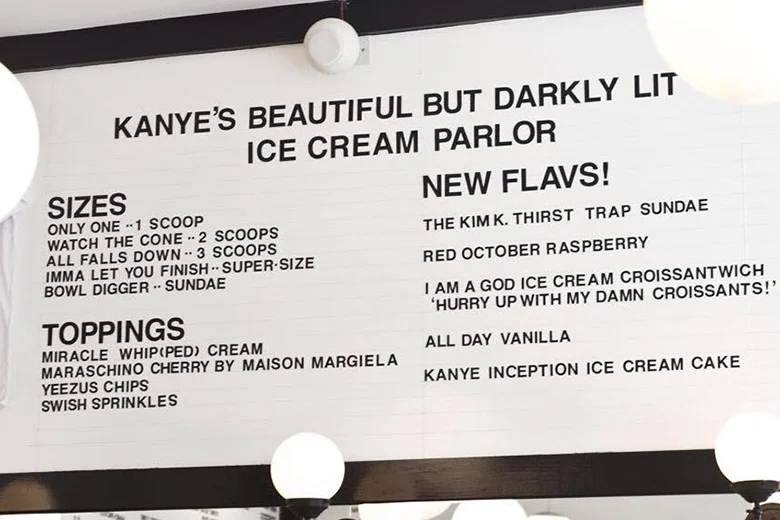 KANYE'S BEAUTIFUL BUT DARKLY LIT
ICE CREAM PARLOR
SIZES
ONLY ONE ·· 1 SCOOP
WATCH THE CONE ·· 2 SCOOPS
ALL FALLS DOWN ·· 3 SCOOPS
IMMA LET YOU FINISH ·· SUPER·SIZE
BOWL DIGGER ·· SUNDAE
TOPPINGS
MIRACLE WHIP(PED) CREAM
MARASCHINO CHERRY BY MAISON MARGIELA
YEEZUS CHIPS
SWISH SPRINKLES
NEW FLAVS!
THE KIM K. THIRST TRAP SUNDAE
RED OCTOBER RASPBERRY
I AM A GOD ICE CREAM CROISSANTWICH
'HURRY UP WITH MY DAMN CROISSANTS!'
ALL DAY VANILLA
KANYE INCEPTION ICE CREAM CAKE